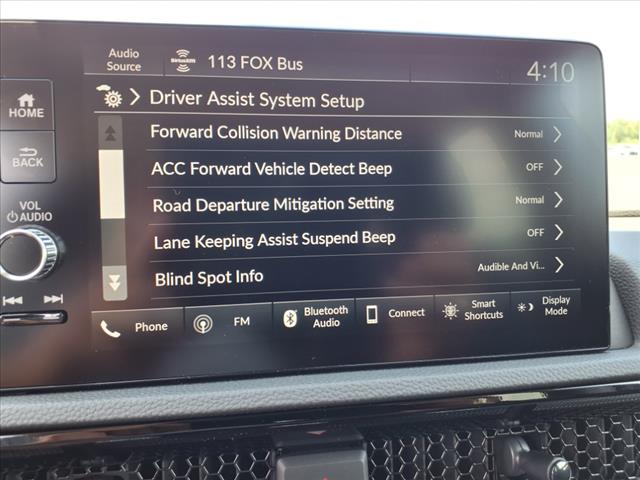 Audio
Source
SiriusXM
113 FOX Bus
4:10
HOME
Driver Assist System Setup
Forward Collision Warning Distance Normal
BACK
ACC Forward Vehicle Detect Beep OFF
Road Departure Mitigation Setting Normal
VOL
AUDIO
Lane Keeping Assist Suspend Beep OFF
Blind Spot Info Audible And Vi...
Phone
FM
Bluetooth
Audio
Connect
Smart
Shortcuts
Display
Mode